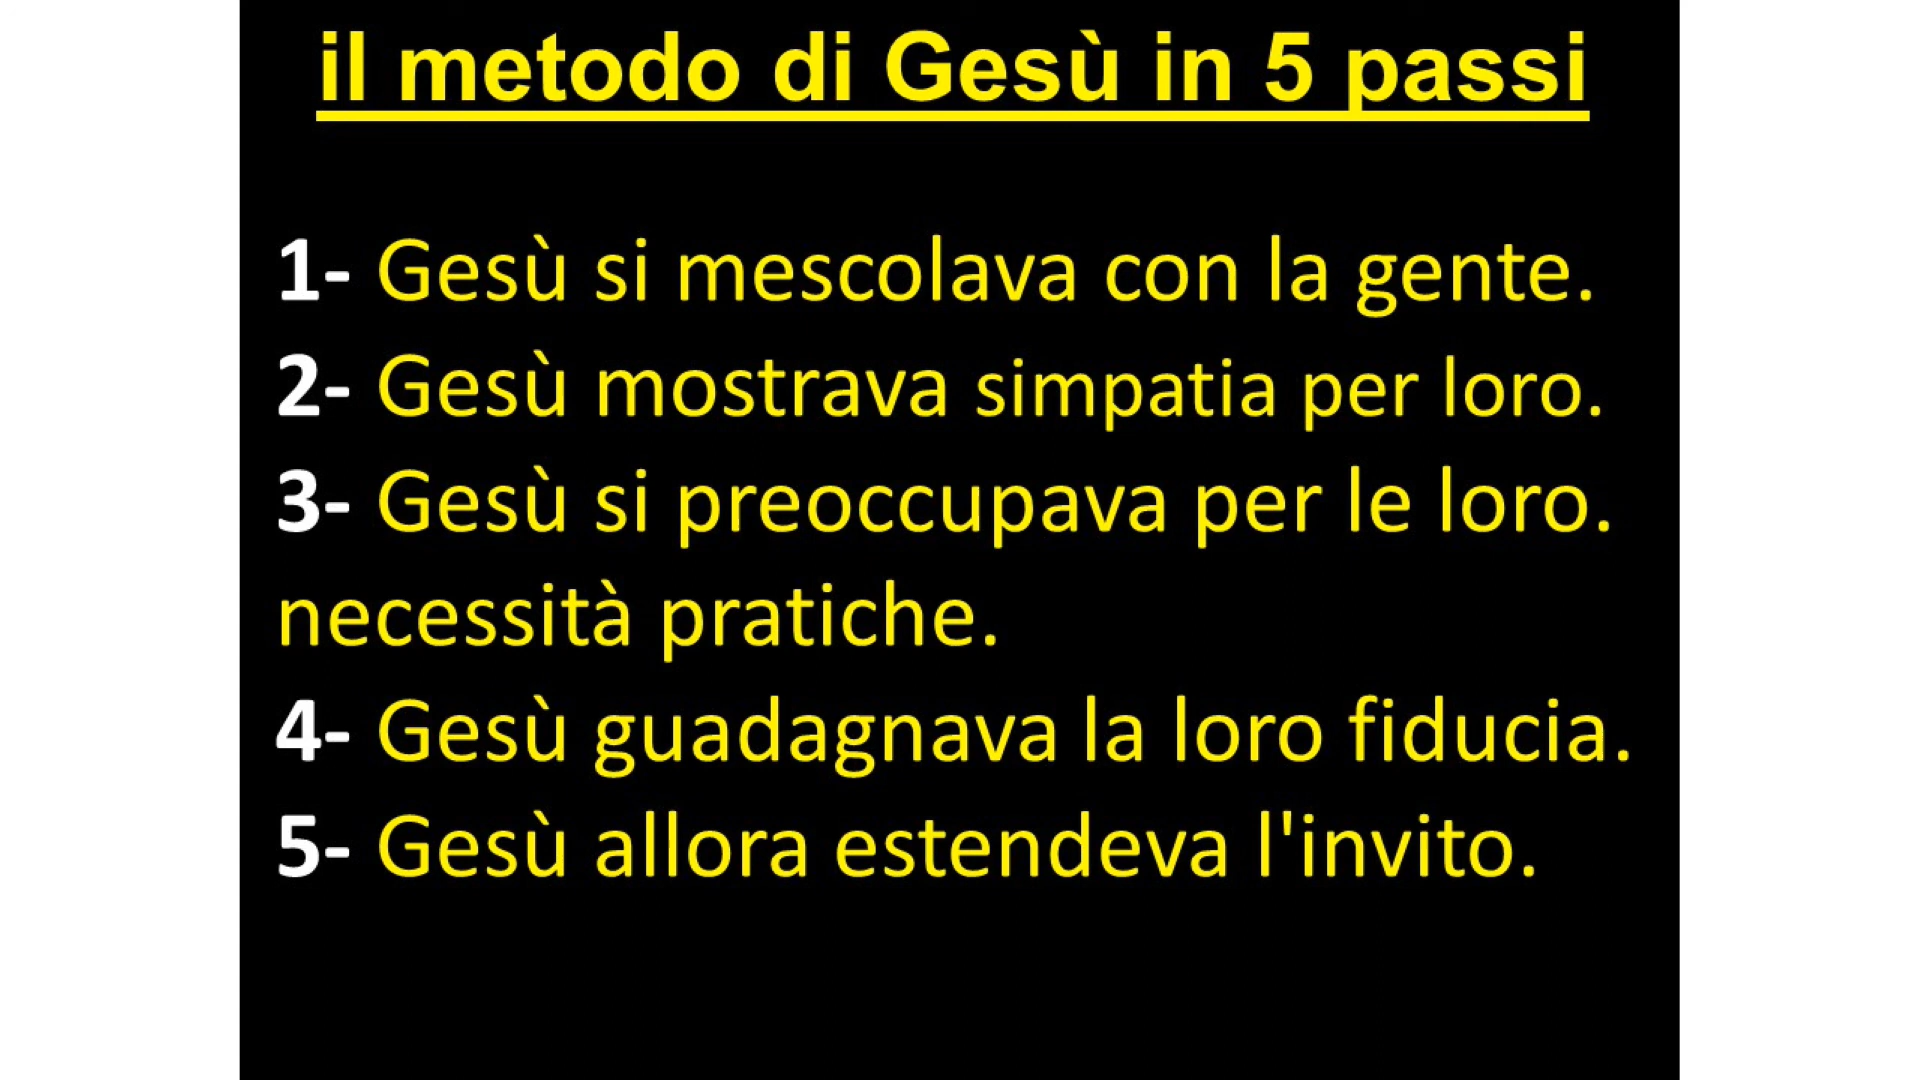 il metodo di Gesù in 5 passi
1- Gesù si mescolava con la gente.
2- Gesù mostrava simpatia per loro.
3- Gesù si preoccupava per le loro.
necessità pratiche.
4- Gesù guadagnava la loro fiducia.
5- Gesù allora estendeva l'invito.